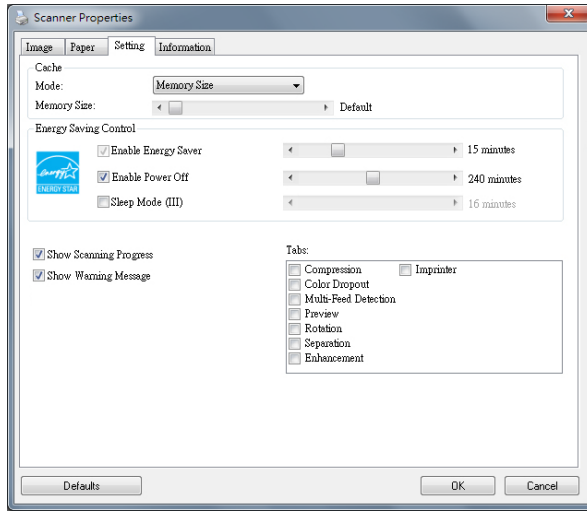 Scanner Properties
Image Paper Setting Information
Cache
Mode: Memory Size
Memory Size: Default
Energy Saving Control
Enable Energy Saver 15 minutes
energy
ENERGY STAR
Enable Power Off 240 minutes
Sleep Mode (III) 16 minutes
Show Scanning Progress
Show Warning Message
Tabs:
Compression Imprinter
Color Dropout
Multi-Feed Detection
Preview
Rotation
Separation
Enhancement
Defaults OK Cancel